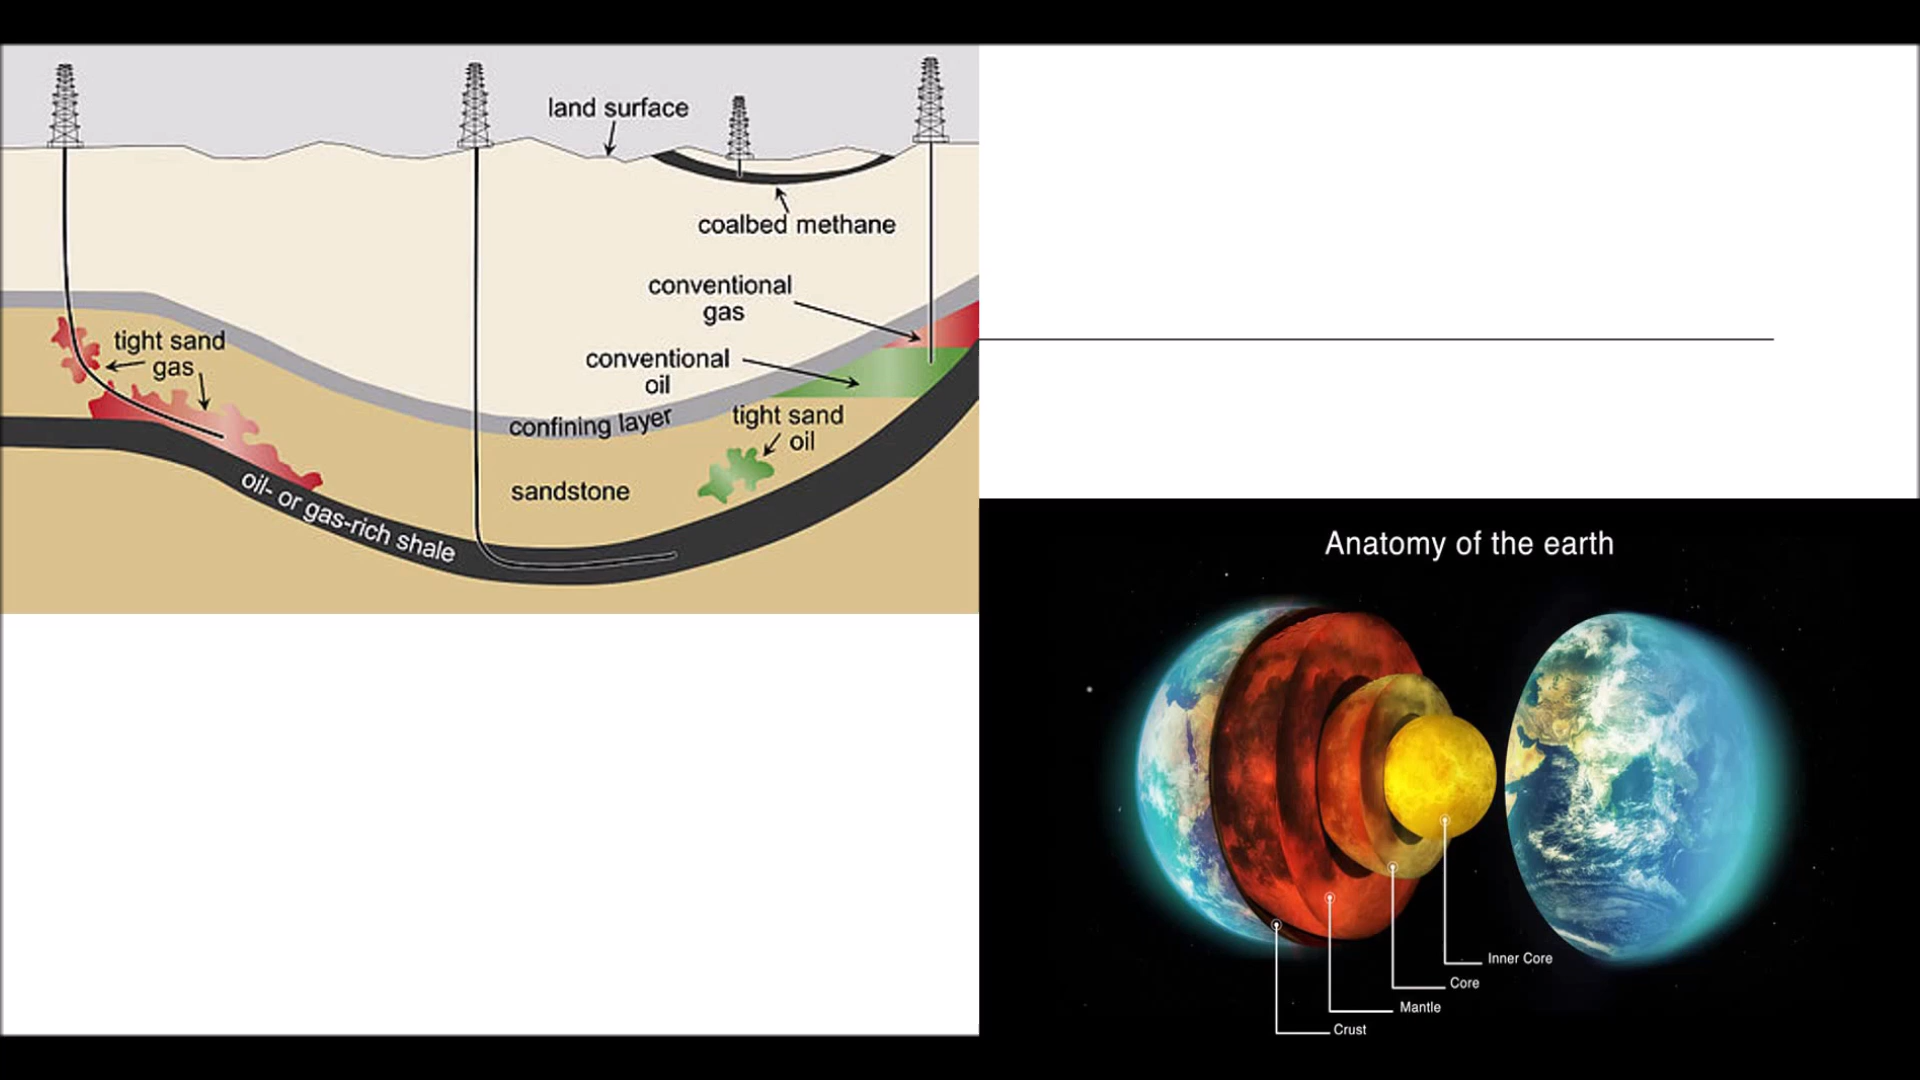 land surface
coalbed methane
conventional
gas
conventional
oil
tight sand
gas
confining layer
tight sand
oil
sandstone
oil- or gas-rich shale
Anatomy of the earth
Inner Core
Core
Mantle
Crust